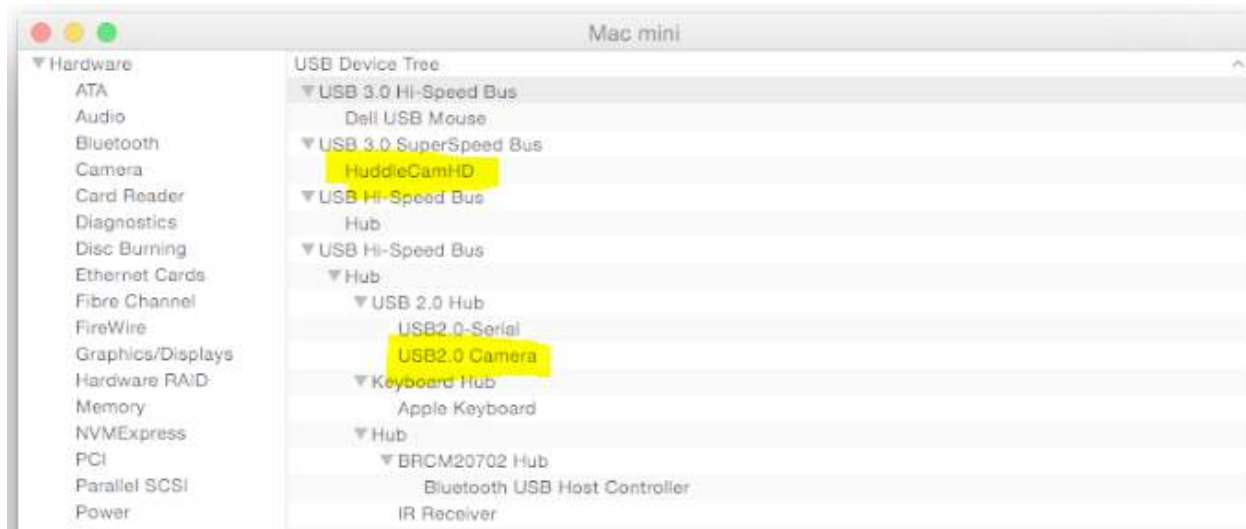 Mac mini
Hardware
ATA
Audio
Bluetooth
Camera
Card Reader
Diagnostics
Disc Burning
Ethernet Cards
Fibre Channel
FireWire
Graphics/Displays
Hardware RAID
Memory
NVMExpress
PCI
Parallel SCSI
Power
USB Device Tree
USB 3.0 Hi-Speed Bus
Dell USB Mouse
USB 3.0 SuperSpeed Bus
HuddleCamHD
USB Hi-Speed Bus
Hub
USB Hi-Speed Bus
Hub
USB 2.0 Hub
USB2.0-Serial
USB2.0 Camera
Keyboard Hub
Apple Keyboard
Hub
BRCM20702 Hub
Bluetooth USB Host Controller
IR Receiver